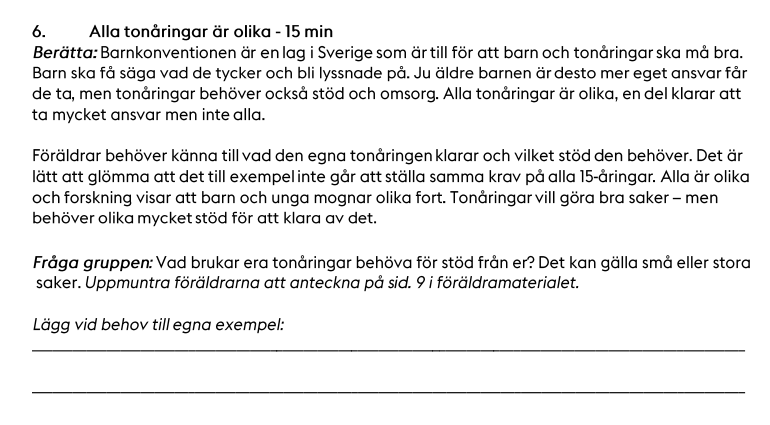 6. Alla tonåringar är olika - 15 min
Berätta: Barnkonventionen är en lag i Sverige som är till för att barn och tonåringar ska må bra.
Barn ska få säga vad de tycker och bli lyssnade på. Ju äldre barnen är desto mer eget ansvar får
de ta, men tonåringar behöver också stöd och omsorg. Alla tonåringar är olika, en del klarar att
ta mycket ansvar men inte alla.
Föräldrar behöver känna till vad den egna tonåringen klarar och vilket stöd den behöver. Det är
lätt att glömma att det till exempel inte går att ställa samma krav på alla 15-åringar. Alla är olika
och forskning visar att barn och unga mognar olika fort. Tonåringar vill göra bra saker – men
behöver olika mycket stöd för att klara av det.
Fråga gruppen: Vad brukar era tonåringar behöva för stöd från er? Det kan gälla små eller stora
saker. Uppmuntra föräldrarna att anteckna på sid. 9 i föräldramaterialet.
Lägg vid behov till egna exempel: